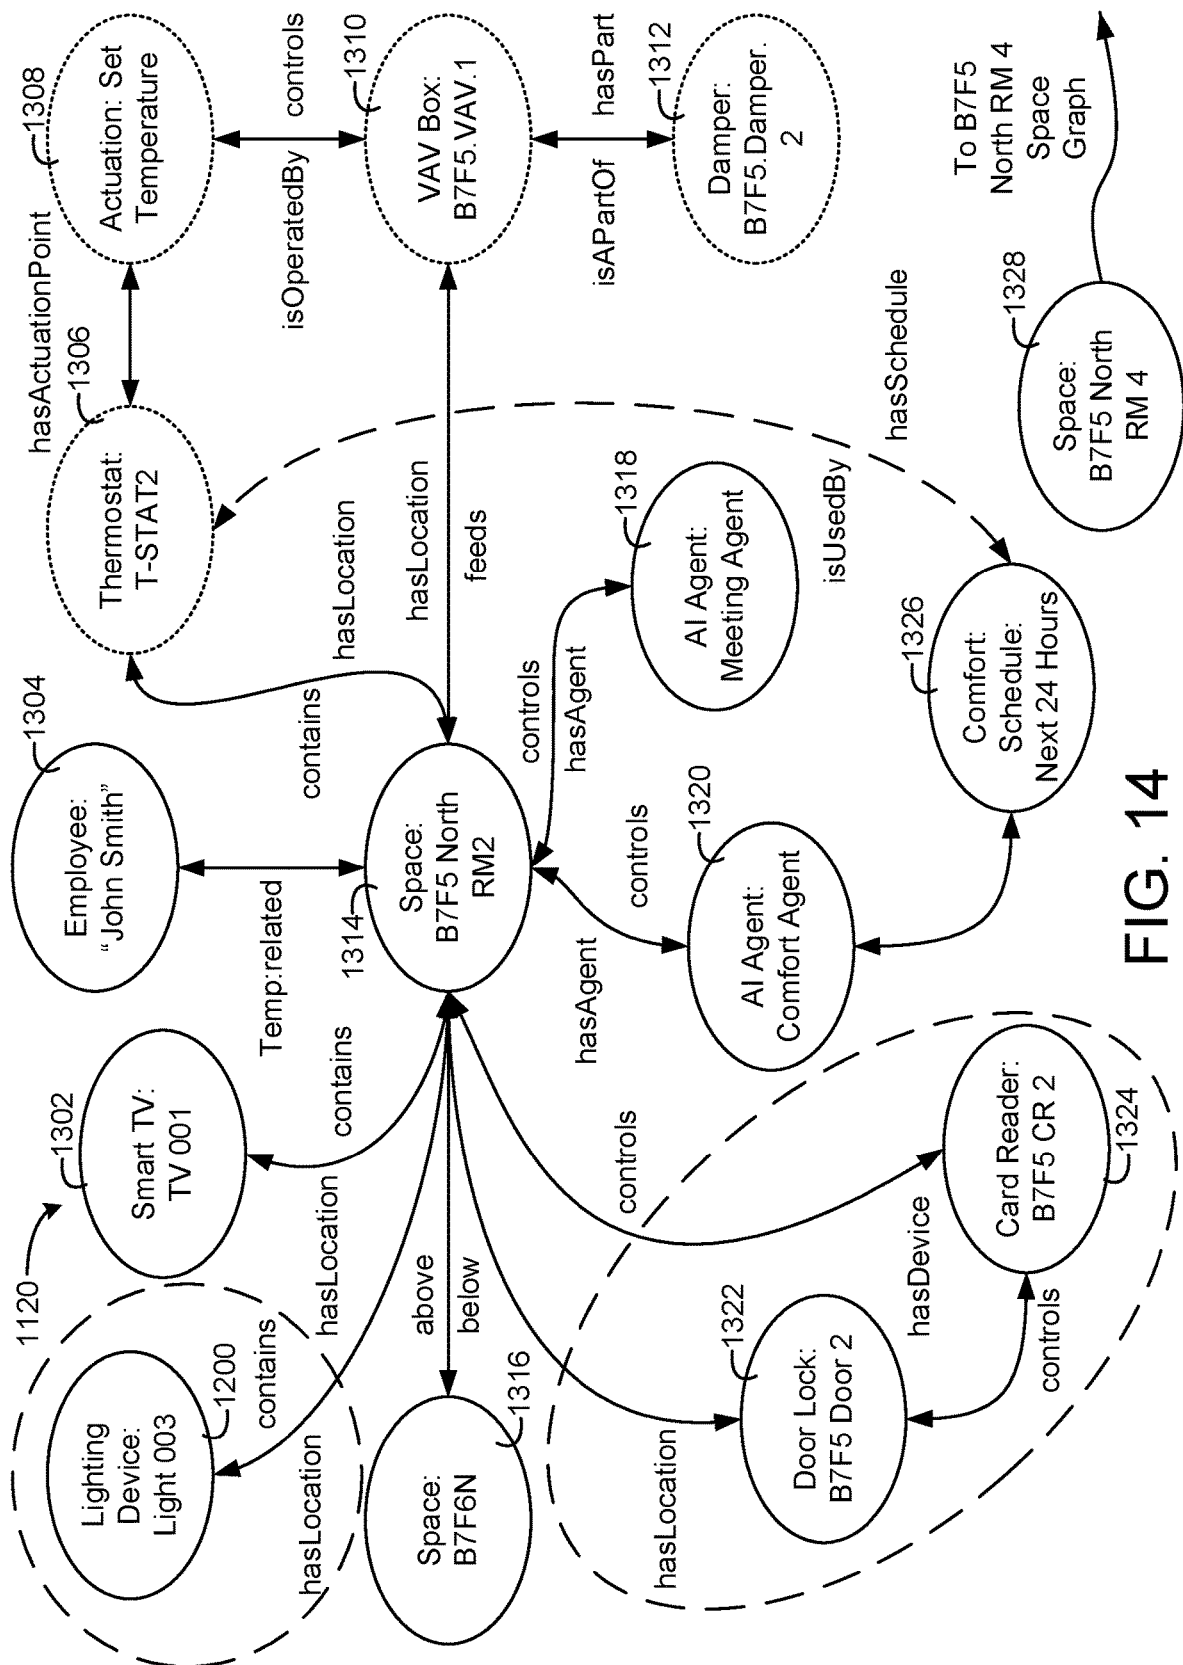 1120
Lighting
Device:
Light 003
1200
contains
hasLocation
Smart TV:
TV 001
1302
contains
hasLocation
Employee:
“John Smith”
1304
Temp:related
Thermostat:
T-STAT2
1306
contains
hasLocation
hasActuationPoint
Actuation: Set
Temperature
1308
isOperatedBy
controls
Space:
B7F6N
1316
above
below
Space:
B7F5 North
RM2
1314
hasLocation
feeds
VAV Box:
B7F5.VAV.1
1310
isAPartOf
hasPart
Damper:
B7F5.Damper.
2
1312
hasLocation
Door Lock:
B7F5 Door 2
1322
hasDevice
controls
controls
Card Reader:
B7F5 CR 2
1324
hasAgent
controls
AI Agent:
Comfort Agent
1320
controls
hasAgent
AI Agent:
Meeting Agent
1318
isUsedBy
hasSchedule
Comfort:
Schedule:
Next 24 Hours
1326
Space:
B7F5 North
RM 4
1328
To B7F5
North RM 4
Space
Graph
FIG. 14